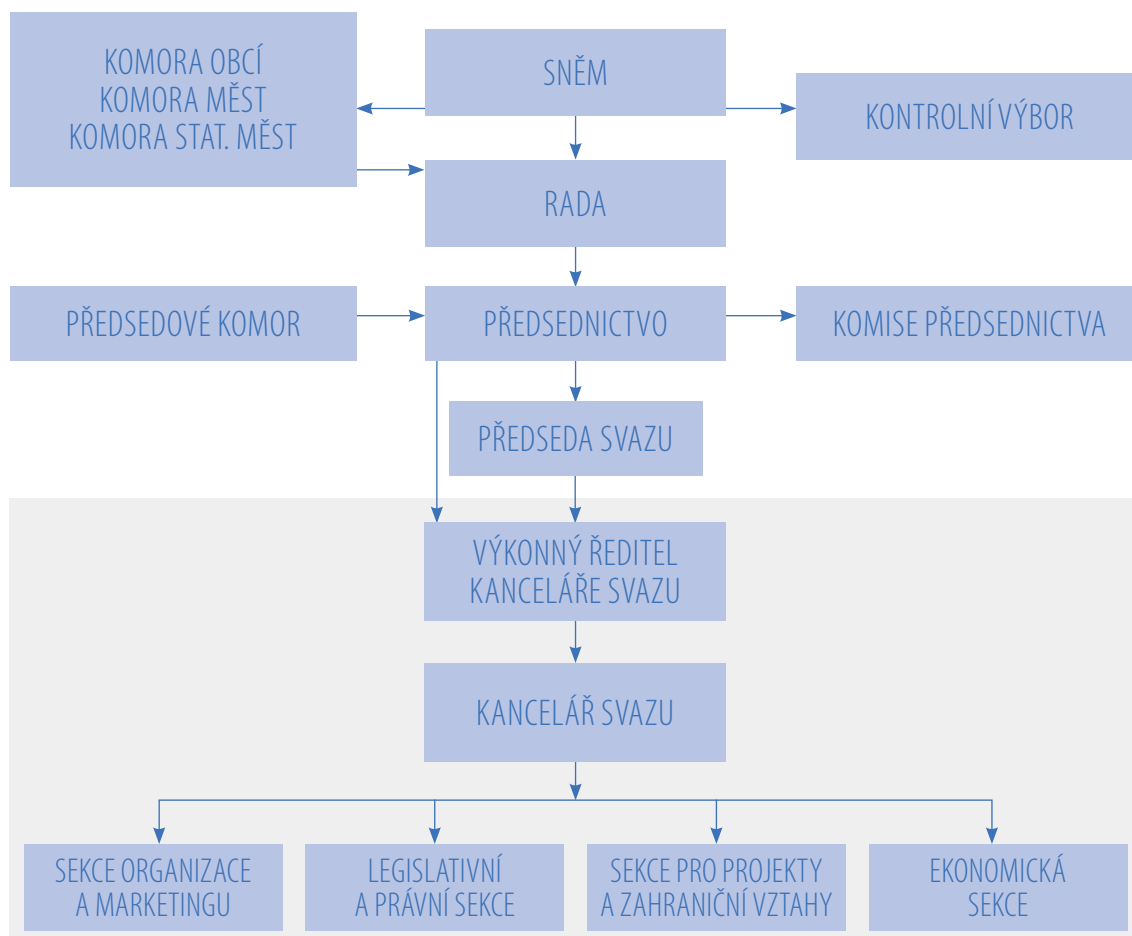 KOMORA OBCÍ
KOMORA MĚST
KOMORA STAT. MĚST
SNĚM
KONTROLNÍ VÝBOR
RADA
PŘEDSEDOVÉ KOMOR
PŘEDSEDNICTVO
KOMISE PŘEDSEDNICTVA
PŘEDSEDA SVAZU
VÝKONNÝ ŘEDITEL
KANCELÁŘE SVAZU
KANCELÁŘ SVAZU
SEKCE ORGANIZACE
A MARKETINGU
LEGISLATIVNÍ
A PRÁVNÍ SEKCE
SEKCE PRO PROJEKTY
A ZAHRANIČNÍ VZTAHY
EKONOMICKÁ
SEKCE